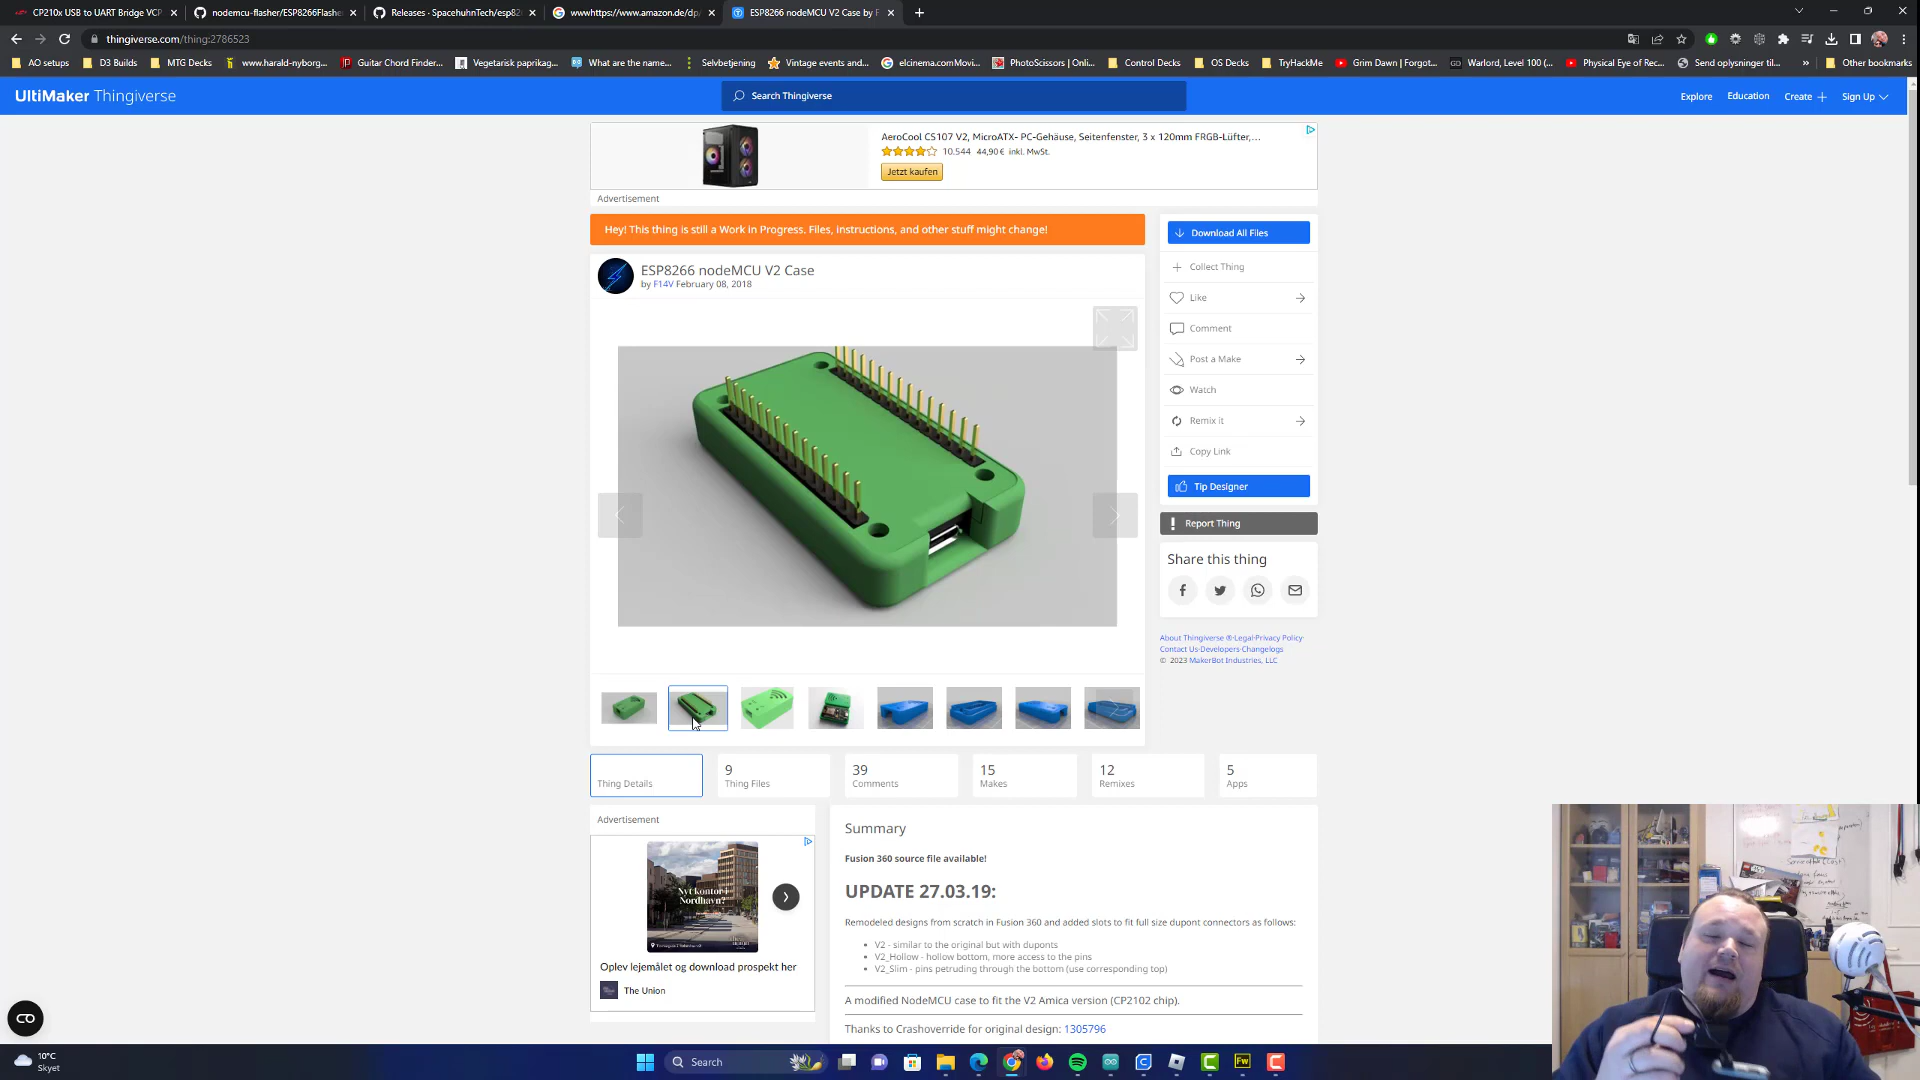 CP210x USB to UART Bridge VCP
nodemcu-flasher/ESP8266Flasher
Releases · SpacehuhnTech/esp82
wwwhttps://www.amazon.de/dp/
ESP8266 nodeMCU V2 Case by F
thingiverse.com/thing:2786523
AO setups
D3 Builds
MTG Decks
www.harald-nyborg...
Guitar Chord Finder...
Vegetarisk paprikag...
What are the name...
Selvbetjening
Vintage events and...
elcinema.comMovi...
PhotoScissors | Onli...
Control Decks
OS Decks
TryHackMe
Grim Dawn | Forgot...
Warlord, Level 100 (...
Physical Eye of Rec...
Send oplysninger til...
»
Other bookmarks
UltiMaker Thingiverse
Search Thingiverse
Explore
Education
Create
Sign Up
AeroCool CS107 V2, MicroATX- PC-Gehäuse, Seitenfenster, 3 x 120mm FRGB-Lüfter,...
10.544 44,90 € inkl. MwSt.
Jetzt kaufen
Advertisement
Hey! This thing is still a Work in Progress. Files, instructions, and other stuff might change!
ESP8266 nodeMCU V2 Case
by F14V February 08, 2018
Download All Files
Collect Thing
Like
Comment
Post a Make
Watch
Remix it
Copy Link
Tip Designer
Report Thing
Share this thing
About Thingiverse ®·Legal·Privacy Policy·
Contact Us·Developers·Changelogs
© 2023 MakerBot Industries, LLC
Thing Details
9
Thing Files
39
Comments
15
Makes
12
Remixes
5
Apps
Advertisement
Nyt kontor i
Nordhavn?
Oplev lejemålet og download prospekt her
The Union
Summary
Fusion 360 source file available!
UPDATE 27.03.19:
Remodeled designs from scratch in Fusion 360 and added slots to fit full size dupont connectors as follows:
V2 - similar to the original but with duponts
V2_Hollow - hollow bottom, more access to the pins
V2_Slim - pins petruding through the bottom (use corresponding top)
A modified NodeMCU case to fit the V2 Amica version (CP2102 chip).
Thanks to Crashoverride for original design: 1305796
10°C
Skyet
Search
Fw